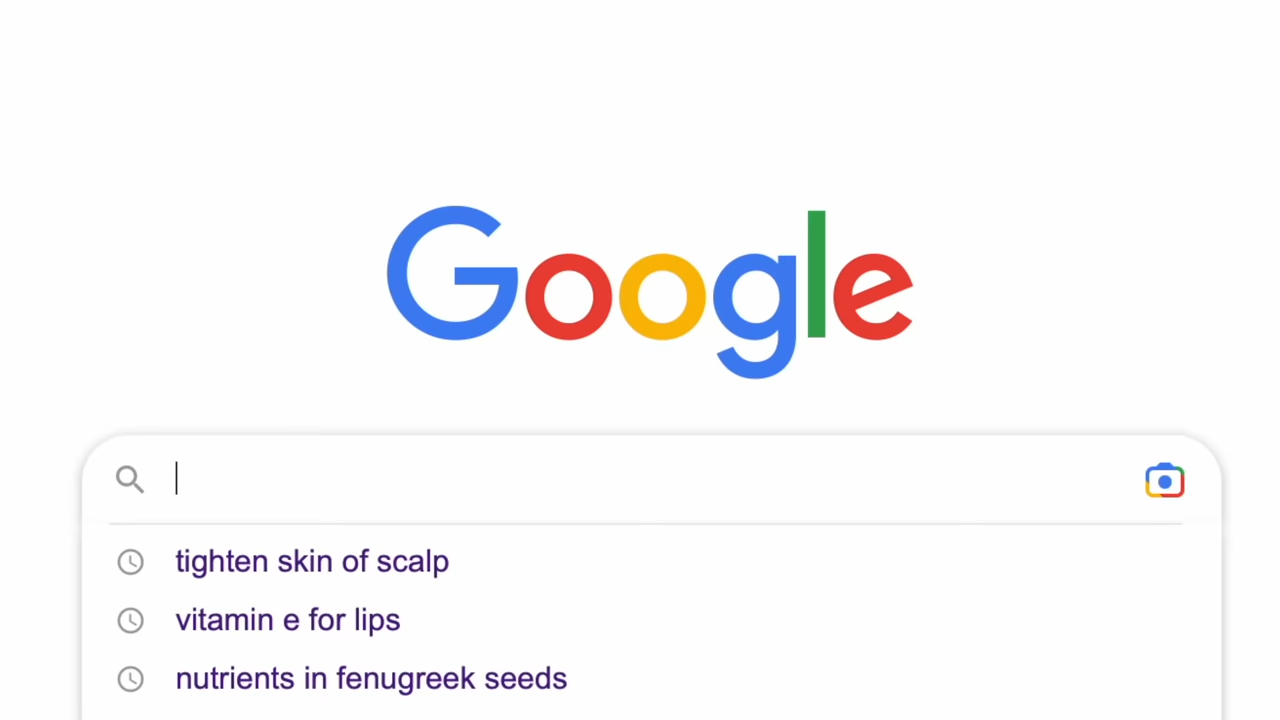 Google
tighten skin of scalp
vitamin e for lips
nutrients in fenugreek seeds